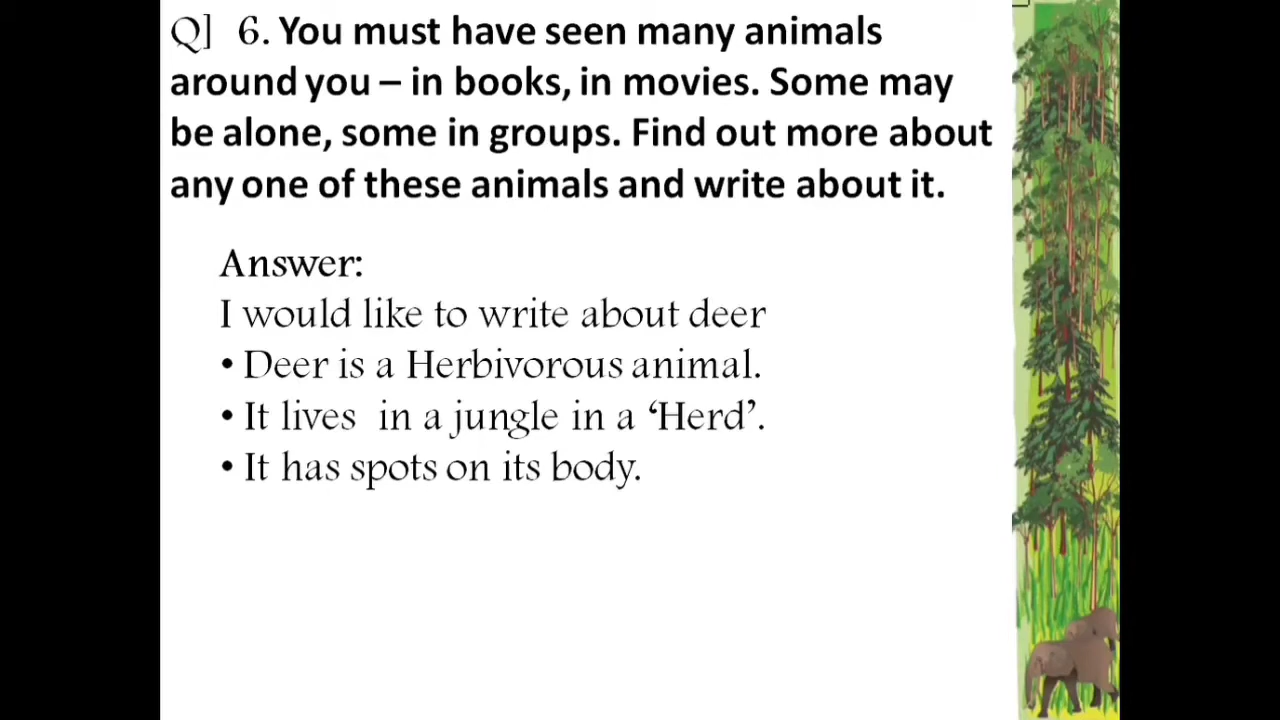 Q]  6. You must have seen many animals
around you – in books, in movies. Some may
be alone, some in groups. Find out more about
any one of these animals and write about it.
Answer:
I would like to write about deer
• Deer is a Herbivorous animal.
• It lives  in a jungle in a ‘Herd’.
• It has spots on its body.